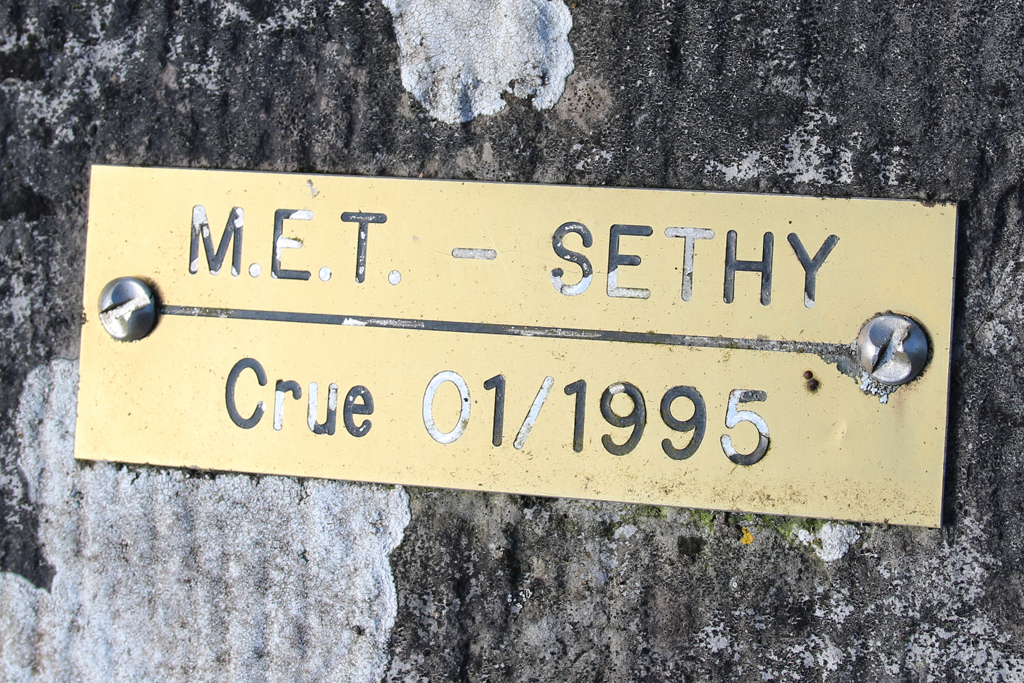 M.E.T. - SETHY
Crue 01/1995